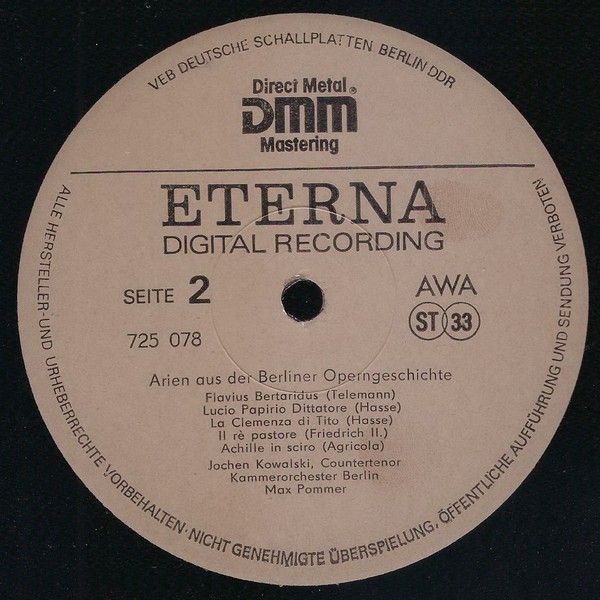 VEB DEUTSCHE SCHALLPLATTEN BERLIN DDR
Direct Metal
DMM®
Mastering
ETERNA
DIGITAL RECORDING
SEITE 2
AWA
725 078
ST 33
Arien aus der Berliner Operngeschichte
Flavius Bertaridus (Telemann)
Lucio Papirio Dittatore (Hasse)
La Clemenza di Tito (Hasse)
Il rè pastore (Friedrich II.)
Achille in sciro (Agricola)
Jochen Kowalski, Countertenor
Kammerorchester Berlin
Max Pommer
ALLE HERSTELLER-UND URHEBERRECHTE VORBEHALTEN·NICHT GENEHMIGTE ÜBERSPIELUNG, ÖFFENTLICHE AUFFÜHRUNG UND SENDUNG VERBOTEN!